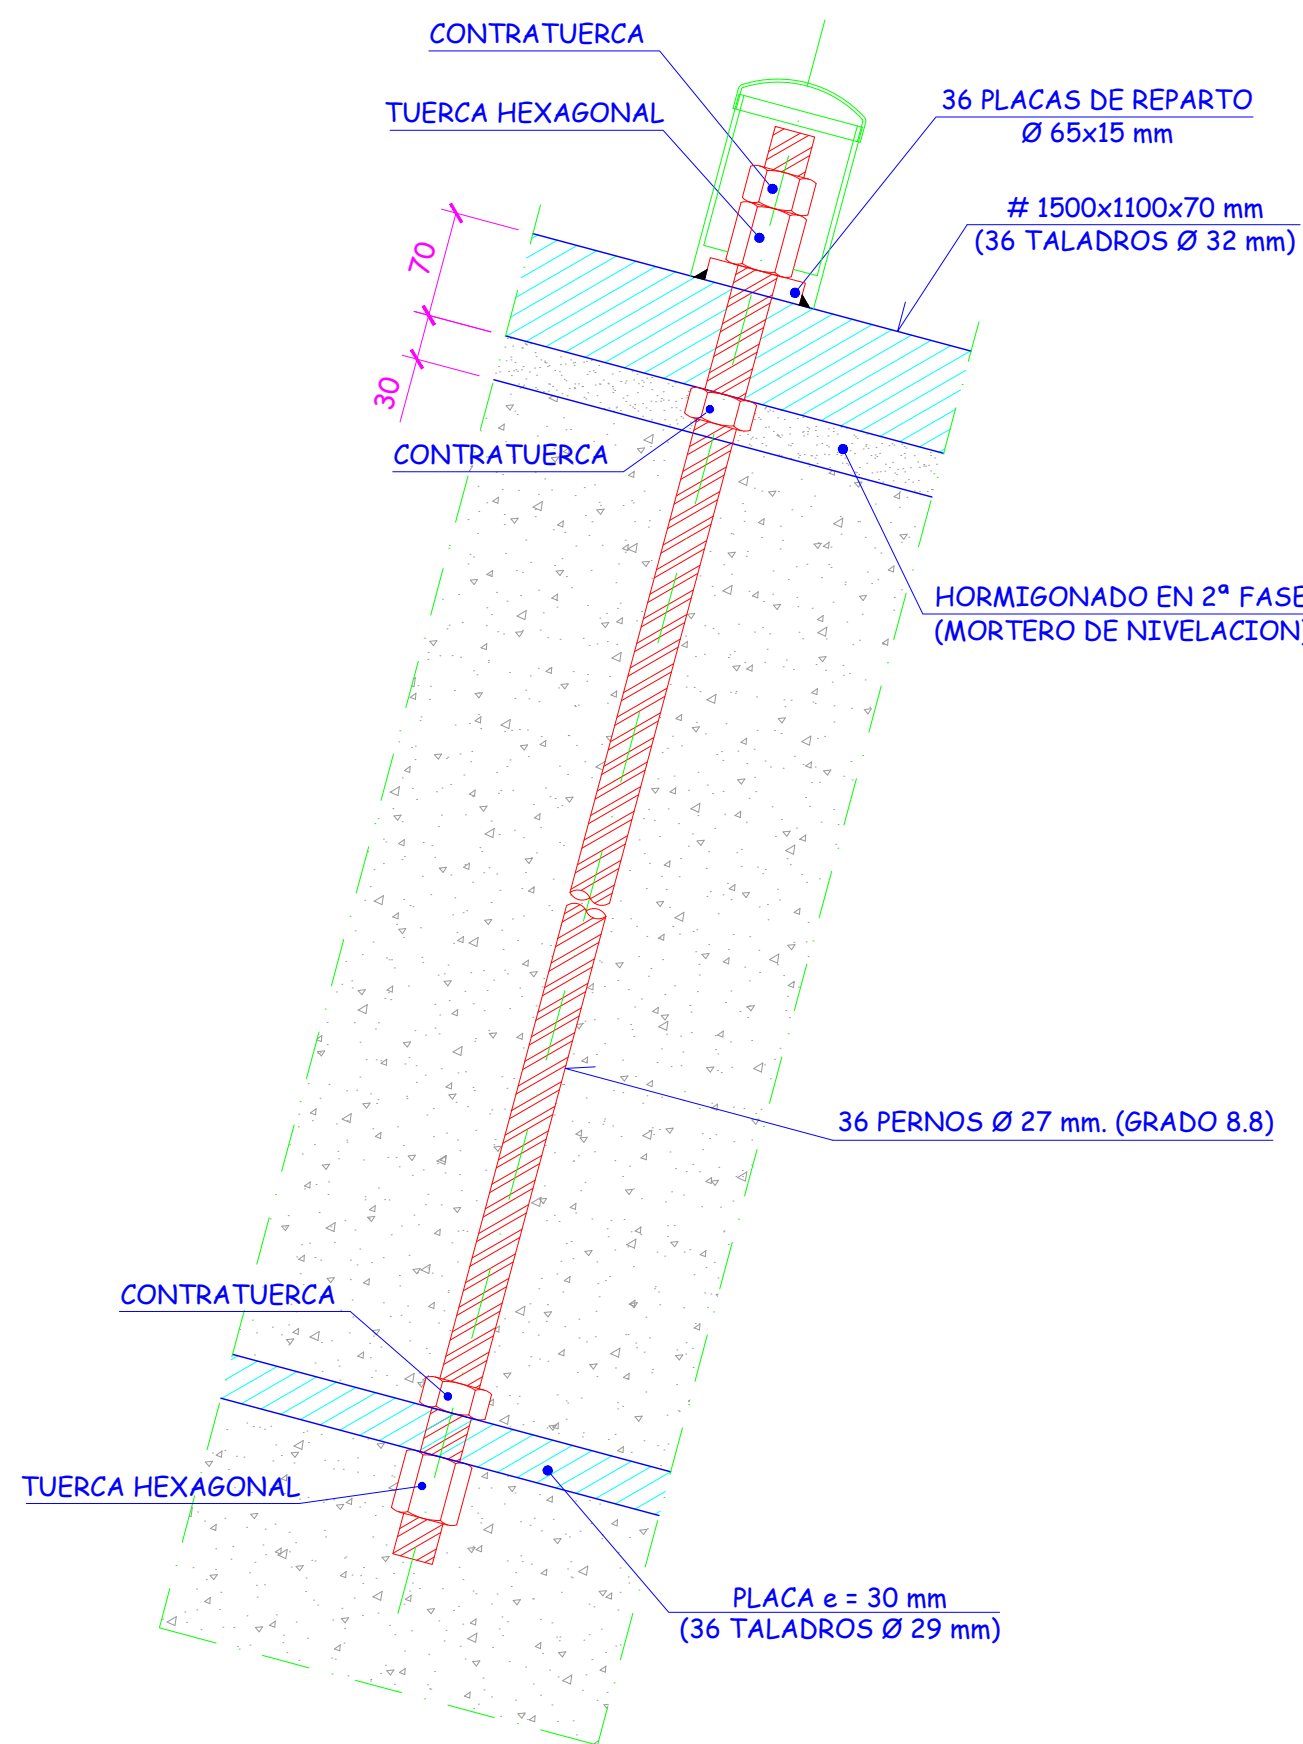 CONTRATUERCA
TUERCA HEXAGONAL
36 PLACAS DE REPARTO
Ø 65x15 mm
# 1500x1100x70 mm
(36 TALADROS Ø 32 mm)
70
30
CONTRATUERCA
HORMIGONADO EN 2ª FASE
(MORTERO DE NIVELACION)
36 PERNOS Ø 27 mm. (GRADO 8.8)
CONTRATUERCA
TUERCA HEXAGONAL
PLACA e = 30 mm
(36 TALADROS Ø 29 mm)